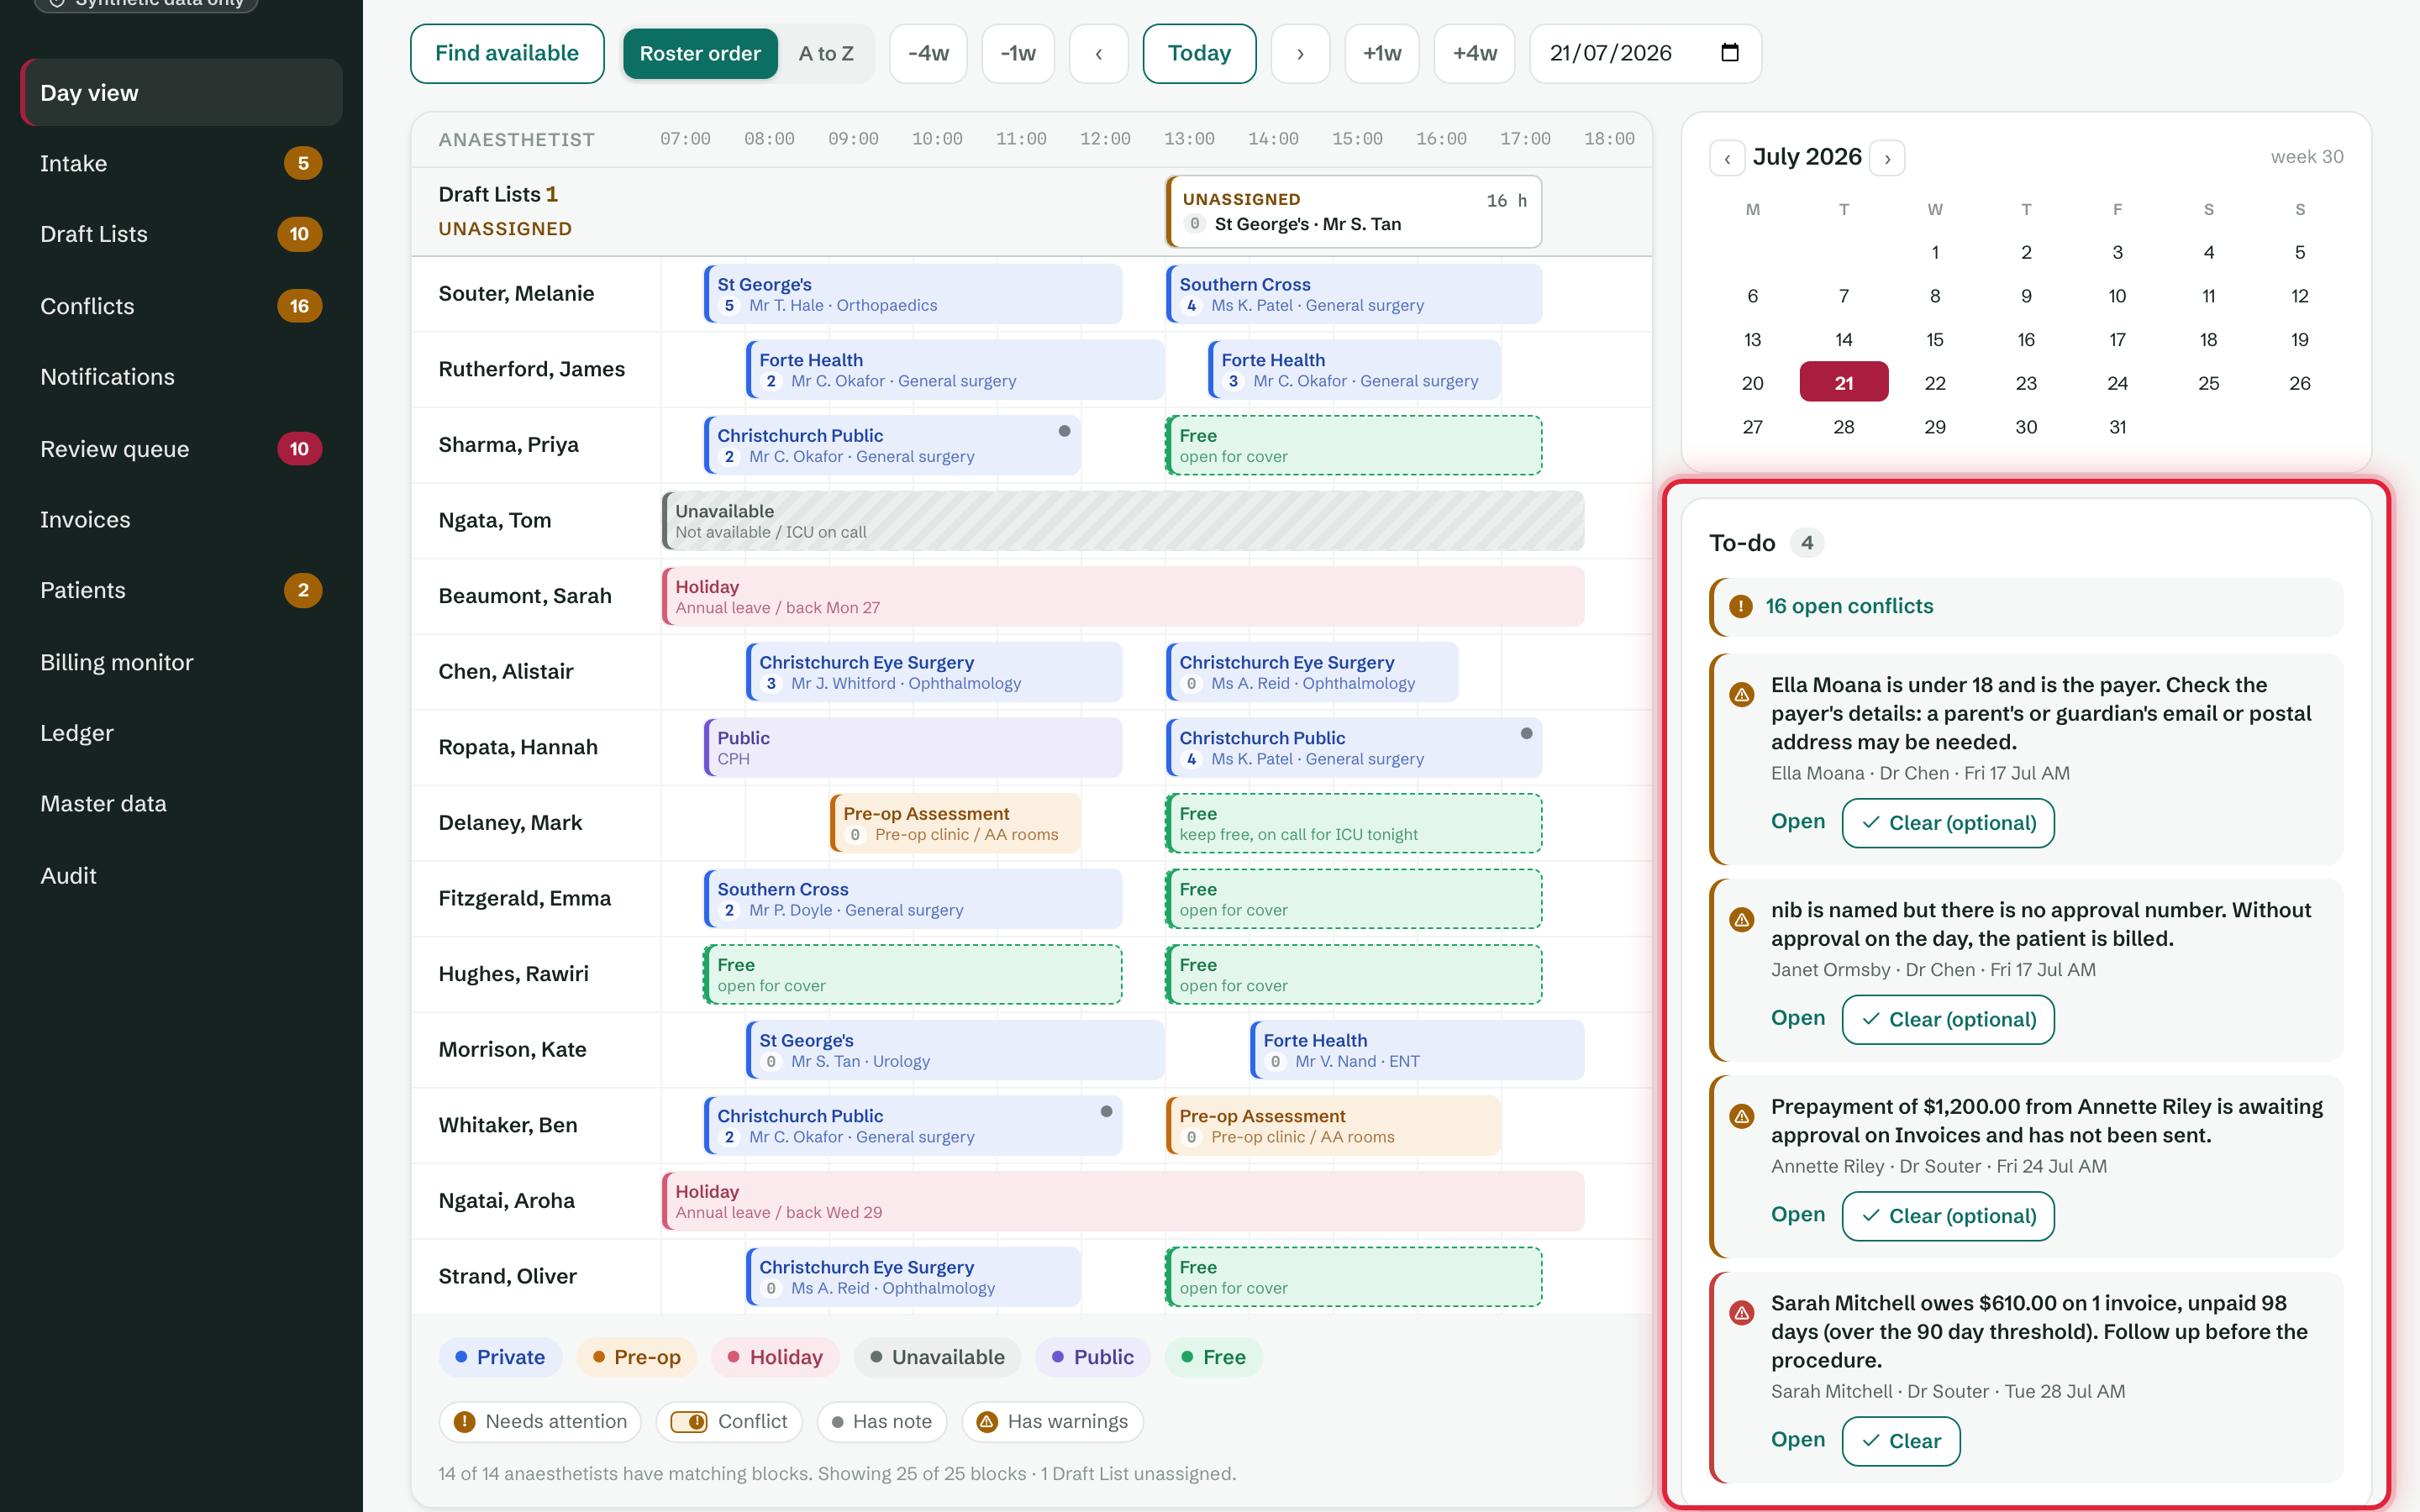 Synthetic data only
Day view
Intake 5
Draft Lists 10
Conflicts 16
Notifications
Review queue 10
Invoices
Patients 2
Billing monitor
Ledger
Master data
Audit
Find available Roster order A to Z -4w -1w ‹ Today › +1w +4w 21/07/2026
ANAESTHETIST 07:00 08:00 09:00 10:00 11:00 12:00 13:00 14:00 15:00 16:00 17:00 18:00
Draft Lists 1
UNASSIGNED
UNASSIGNED 16 h
0 St George's · Mr S. Tan
Souter, Melanie
St George's
5 Mr T. Hale · Orthopaedics
Southern Cross
4 Ms K. Patel · General surgery
Rutherford, James
Forte Health
2 Mr C. Okafor · General surgery
Forte Health
3 Mr C. Okafor · General surgery
Sharma, Priya
Christchurch Public
2 Mr C. Okafor · General surgery
Free
open for cover
Ngata, Tom
Unavailable
Not available / ICU on call
Beaumont, Sarah
Holiday
Annual leave / back Mon 27
Chen, Alistair
Christchurch Eye Surgery
3 Mr J. Whitford · Ophthalmology
Christchurch Eye Surgery
0 Ms A. Reid · Ophthalmology
Ropata, Hannah
Public
CPH
Christchurch Public
4 Ms K. Patel · General surgery
Delaney, Mark
Pre-op Assessment
0 Pre-op clinic / AA rooms
Free
keep free, on call for ICU tonight
Fitzgerald, Emma
Southern Cross
2 Mr P. Doyle · General surgery
Free
open for cover
Hughes, Rawiri
Free
open for cover
Free
open for cover
Morrison, Kate
St George's
0 Mr S. Tan · Urology
Forte Health
0 Mr V. Nand · ENT
Whitaker, Ben
Christchurch Public
2 Mr C. Okafor · General surgery
Pre-op Assessment
0 Pre-op clinic / AA rooms
Ngatai, Aroha
Holiday
Annual leave / back Wed 29
Strand, Oliver
Christchurch Eye Surgery
0 Ms A. Reid · Ophthalmology
Free
open for cover
Private Pre-op Holiday Unavailable Public Free
Needs attention Conflict Has note Has warnings
14 of 14 anaesthetists have matching blocks. Showing 25 of 25 blocks · 1 Draft List unassigned.
‹ July 2026 › week 30
M T W T F S S
1 2 3 4 5
6 7 8 9 10 11 12
13 14 15 16 17 18 19
20 21 22 23 24 25 26
27 28 29 30 31
To-do 4
16 open conflicts
Ella Moana is under 18 and is the payer. Check the
payer's details: a parent's or guardian's email or postal
address may be needed.
Ella Moana · Dr Chen · Fri 17 Jul AM
Open Clear (optional)
nib is named but there is no approval number. Without
approval on the day, the patient is billed.
Janet Ormsby · Dr Chen · Fri 17 Jul AM
Open Clear (optional)
Prepayment of $1,200.00 from Annette Riley is awaiting
approval on Invoices and has not been sent.
Annette Riley · Dr Souter · Fri 24 Jul AM
Open Clear (optional)
Sarah Mitchell owes $610.00 on 1 invoice, unpaid 98
days (over the 90 day threshold). Follow up before the
procedure.
Sarah Mitchell · Dr Souter · Tue 28 Jul AM
Open Clear